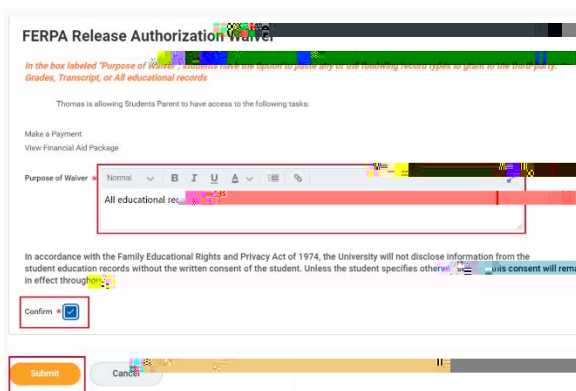 FERPA Release Authorization Waiver
In the box labeled "Purpose of Waiver", students have the option to paste any of the following record types to grant to the third-party:
Grades, Transcript, or All educational records
Thomas is allowing Students Parent to have access to the following tasks:
Make a Payment
View Financial Aid Package
Purpose of Waiver * Normal B I U A
All educational
In accordance with the Family Educational Rights and Privacy Act of 1974, the University will not disclose information from the
student education records without the written consent of the student. Unless the student specifies this consent will
in effect
Confirm *
Submit Cancel